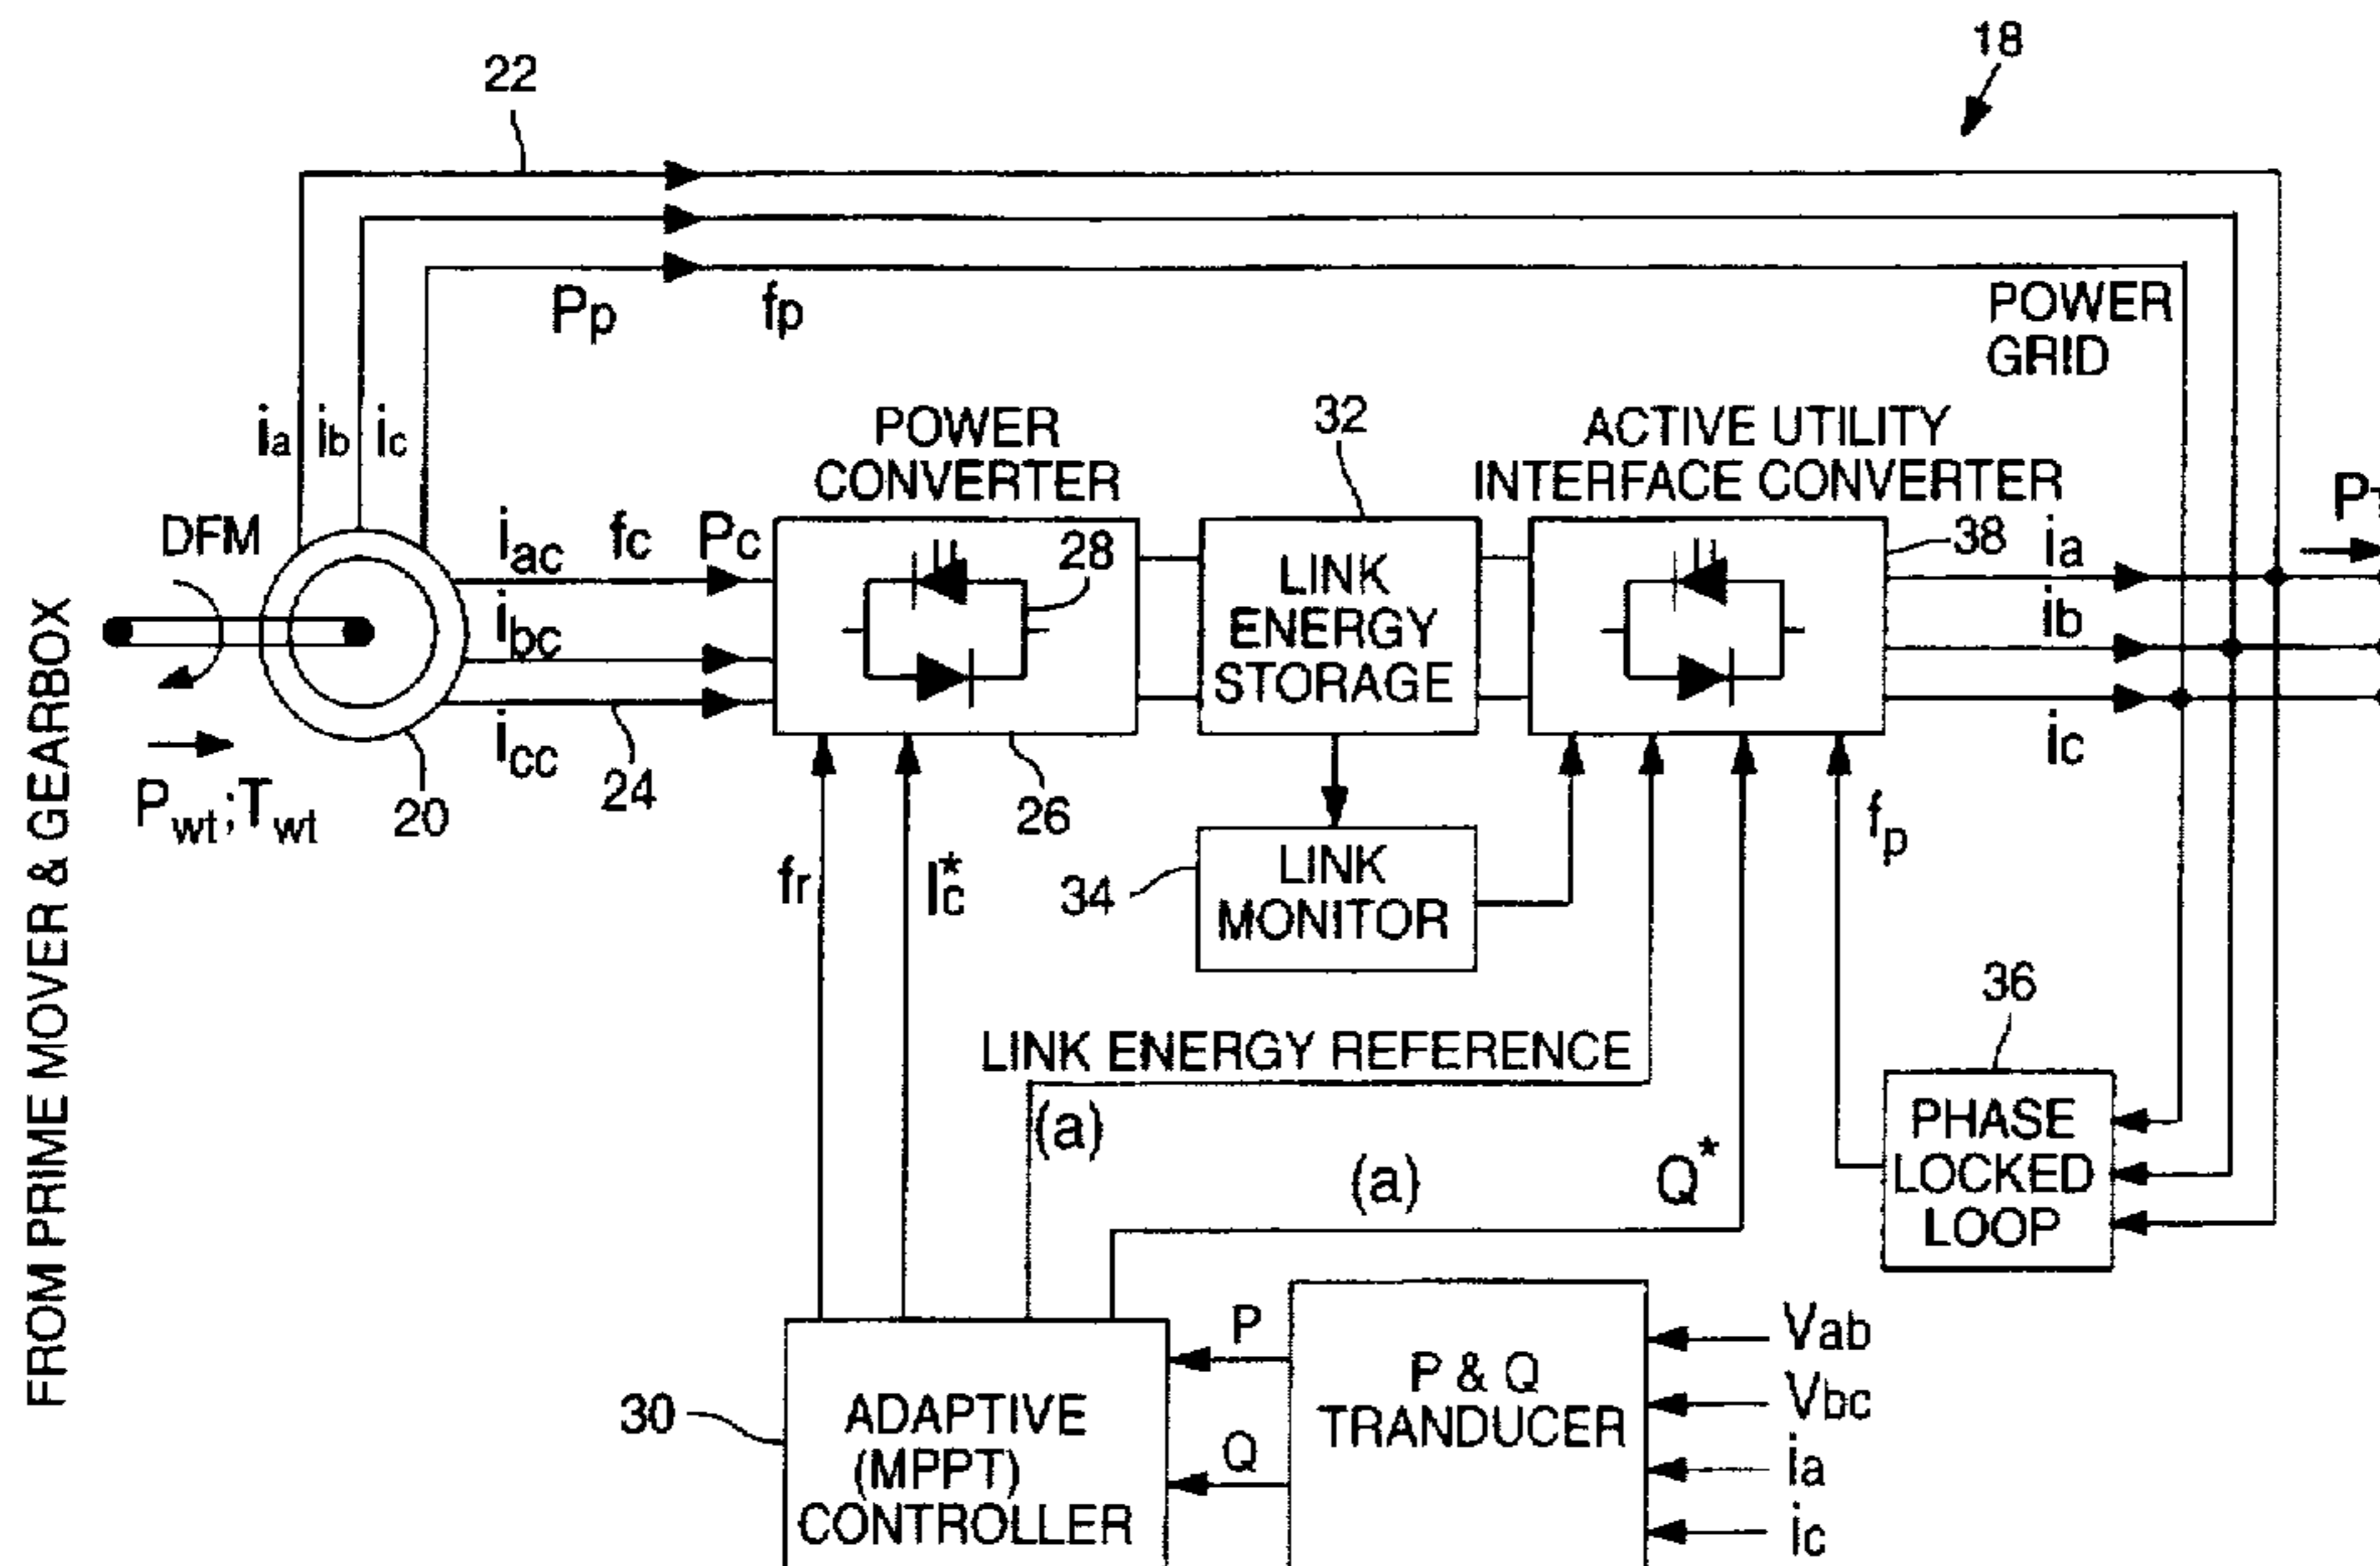 18
22
Pp
fp
POWER
GRID
ia
ib
ic
POWER
CONVERTER
32
ACTIVE UTILITY
INTERFACE CONVERTER
DFM
iac
fc
Pc
28
LINK
ENERGY
STORAGE
38
ia
ib
ic
ibc
icc
24
26
20
Pwt;Twt
FROM PRIME MOVER & GEARBOX
fr
Ic*
34
LINK
MONITOR
fp
36
LINK ENERGY REFERENCE
(a)
(a)
Q*
PHASE
LOCKED
LOOP
30
ADAPTIVE
(MPPT)
CONTROLLER
P
Q
P & Q
TRANDUCER
Vab
Vbc
ia
ic